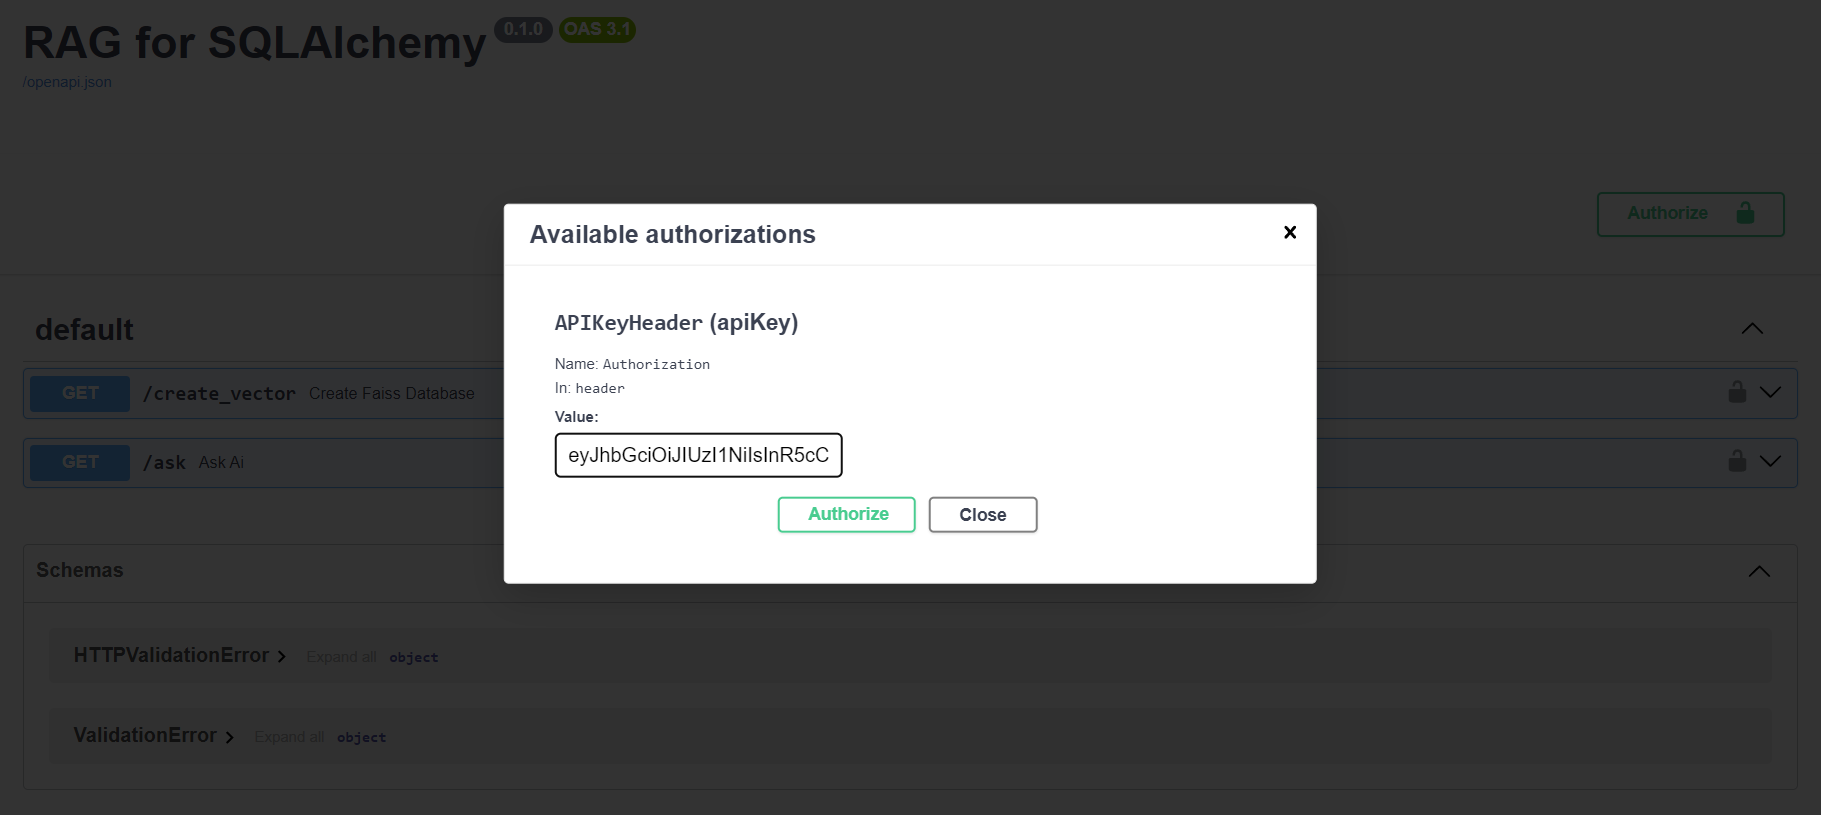 RAG for SQLAlchemy 0.1.0 OAS 3.1
/openapi.json
Authorize
Available authorizations
APIKeyHeader (apiKey)
Name: Authorization
In: header
Value:
eyJhbGciOiJIUzI1NiIsInR5cC
Authorize Close
default
GET /create_vector Create Faiss Database
GET /ask Ask Ai
Schemas
HTTPValidationError Expand all object
ValidationError Expand all object